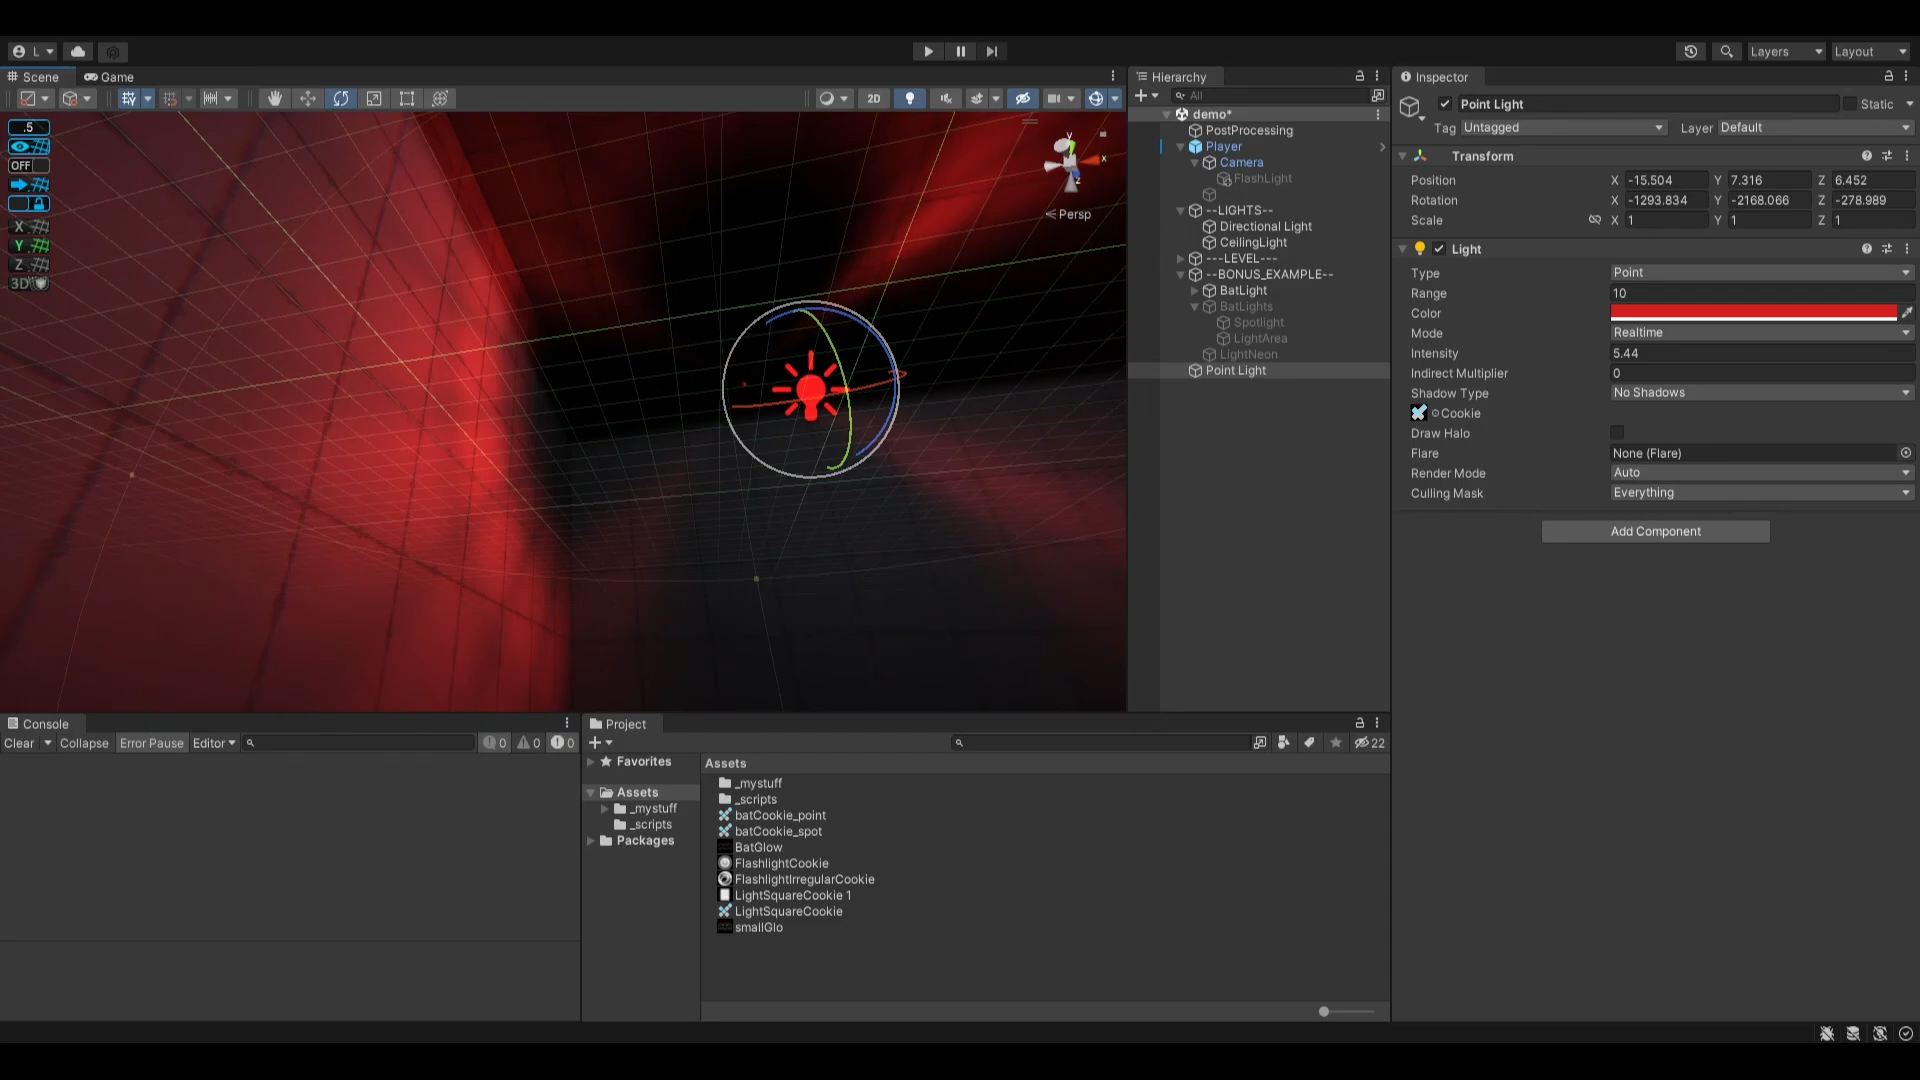 L
Layers
Layout
Scene
Game
2D
.5
OFF
X
Y
Z
3D
y
x
z
Persp
Console
Clear
Collapse
Error Pause
Editor
0
0
0
Hierarchy
All
demo*
PostProcessing
Player
Camera
FlashLight
--LIGHTS--
Directional Light
CeilingLight
---LEVEL---
--BONUS_EXAMPLE--
BatLight
BatLights
Spotlight
LightArea
LightNeon
Point Light
Project
22
Favorites
Assets
_mystuff
_scripts
Packages
Assets
_mystuff
_scripts
batCookie_point
batCookie_spot
BatGlow
FlashlightCookie
FlashlightIrregularCookie
LightSquareCookie 1
LightSquareCookie
smallGlo
Inspector
Point Light
Static
Tag Untagged
Layer Default
Transform
Position X -15.504 Y 7.316 Z 6.452
Rotation X -1293.834 Y -2168.066 Z -278.989
Scale X 1 Y 1 Z 1
Light
Type Point
Range 10
Color
Mode Realtime
Intensity 5.44
Indirect Multiplier 0
Shadow Type No Shadows
Cookie
Draw Halo
Flare None (Flare)
Render Mode Auto
Culling Mask Everything
Add Component